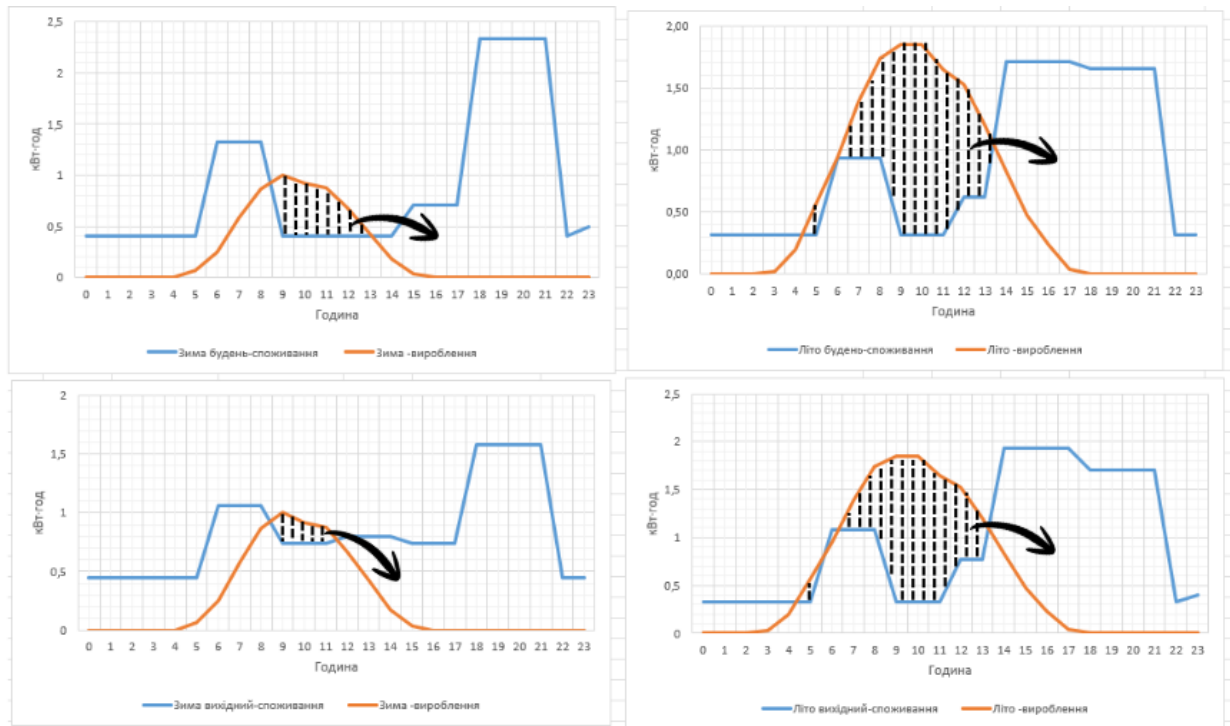 2,5
2
1,5
1
0,5
0
кВт·год
0 1 2 3 4 5 6 7 8 9 10 11 12 13 14 15 16 17 18 19 20 21 22 23
Година
Зима будень-споживання Зима -вироблення
2,00
1,50
1,00
0,50
0,00
кВт·год
0 1 2 3 4 5 6 7 8 9 10 11 12 13 14 15 16 17 18 19 20 21 22 23
Година
Літо будень-споживання Літо -вироблення
2
1,5
1
0,5
0
кВт·год
0 1 2 3 4 5 6 7 8 9 10 11 12 13 14 15 16 17 18 19 20 21 22 23
Година
Зима вихідний-споживання Зима -вироблення
2,5
2
1,5
1
0,5
0
кВт·год
0 1 2 3 4 5 6 7 8 9 10 11 12 13 14 15 16 17 18 19 20 21 22 23
Година
Літо вихідний-споживання Літо -вироблення